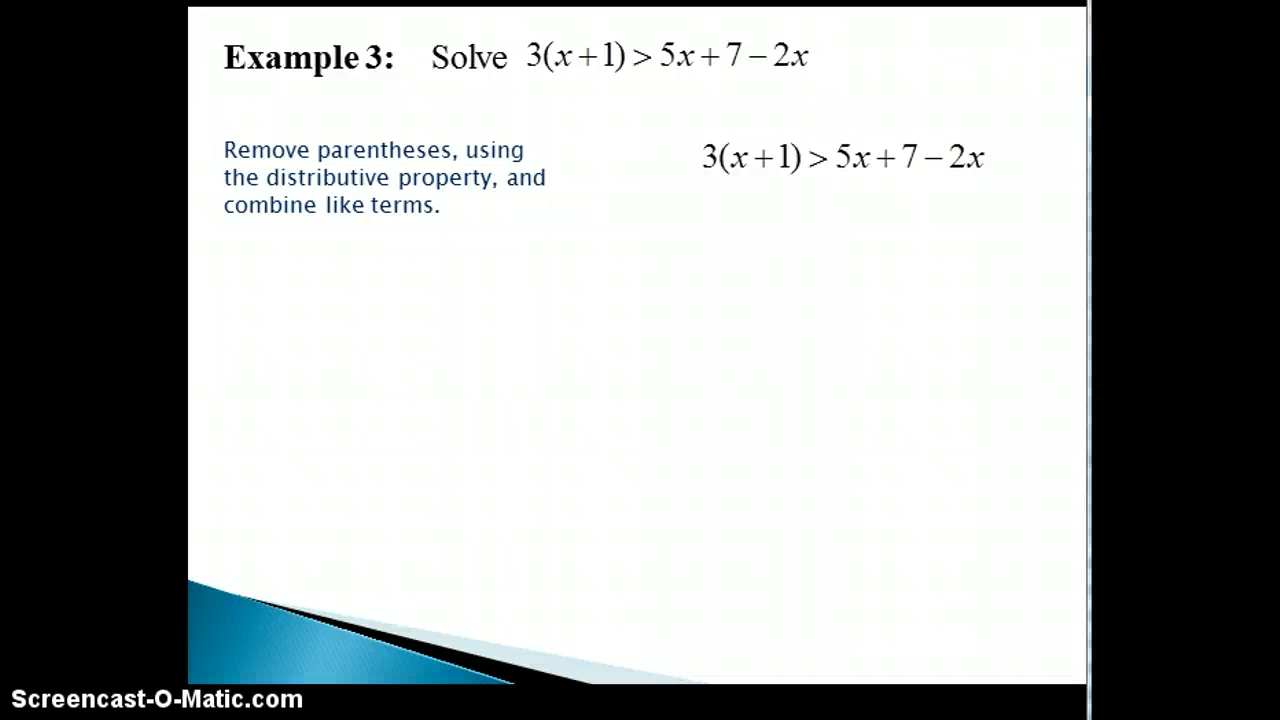 Example 3: Solve 3(x+1) > 5x + 7 − 2x
Remove parentheses, using
the distributive property, and
combine like terms.
3(x+1) > 5x + 7 − 2x
Screencast-O-Matic.com